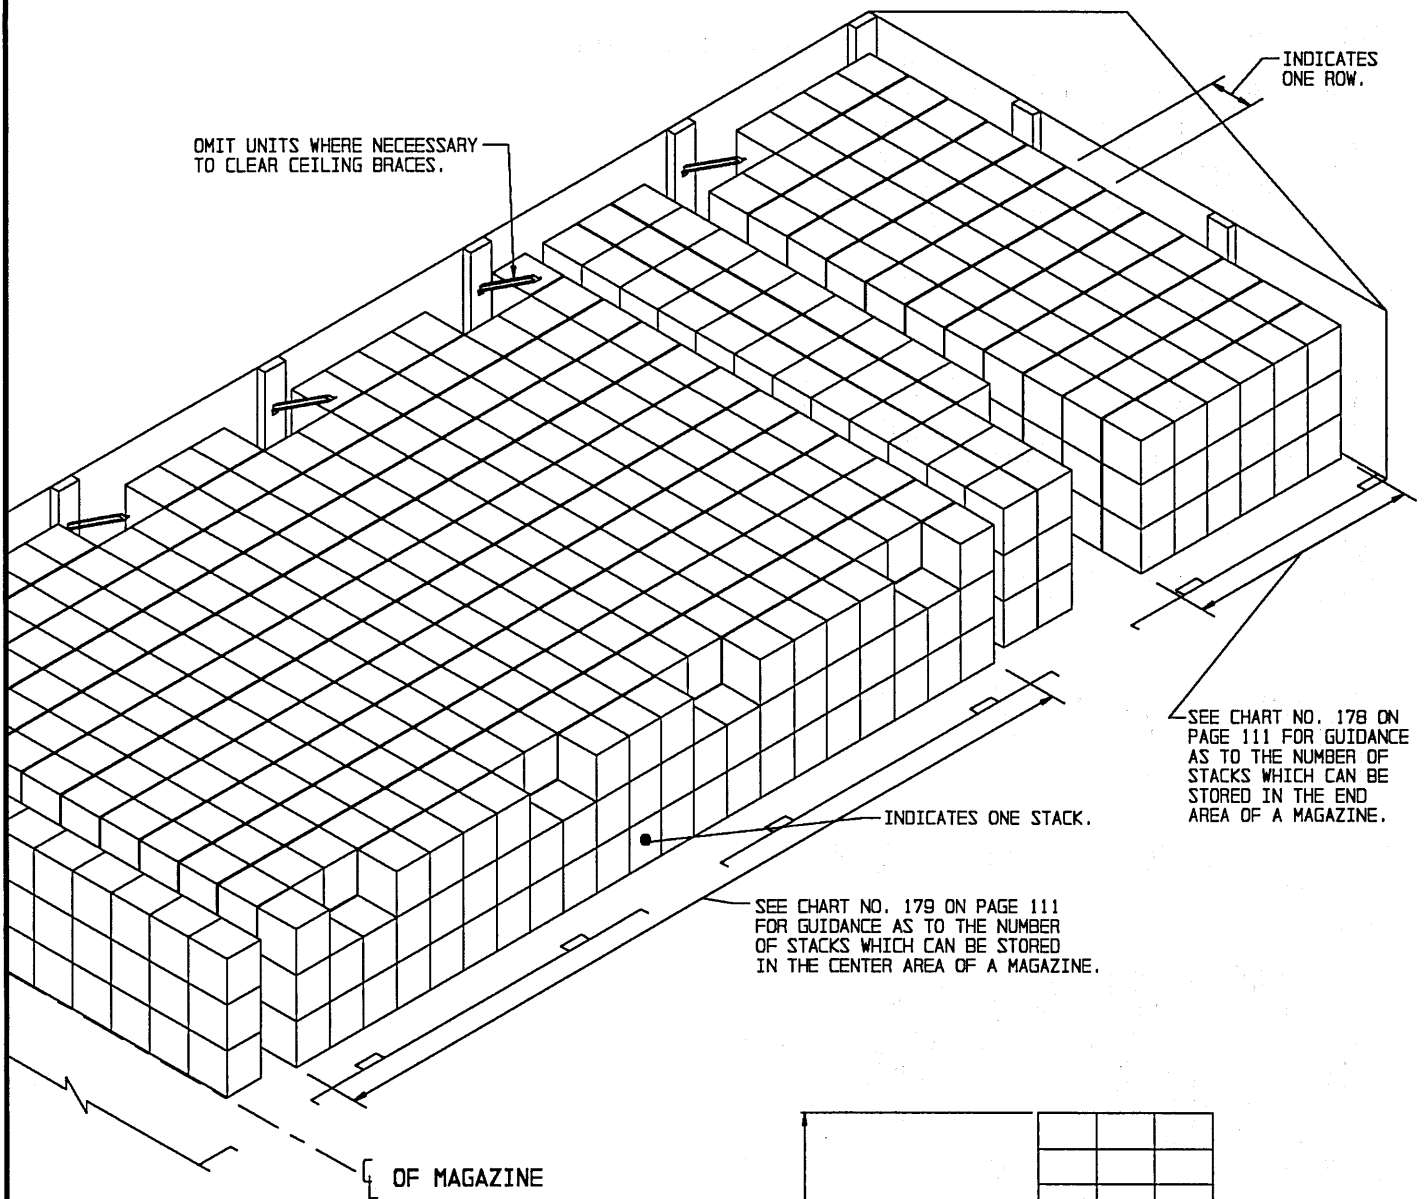 INDICATES
ONE ROW.
OMIT UNITS WHERE NECEESSARY
TO CLEAR CEILING BRACES.
SEE CHART NO. 178 ON
PAGE 111 FOR GUIDANCE
AS TO THE NUMBER OF
STACKS WHICH CAN BE
STORED IN THE END
AREA OF A MAGAZINE.
INDICATES ONE STACK.
SEE CHART NO. 179 ON PAGE 111
FOR GUIDANCE AS TO THE NUMBER
OF STACKS WHICH CAN BE STORED
IN THE CENTER AREA OF A MAGAZINE.
℄ OF MAGAZINE